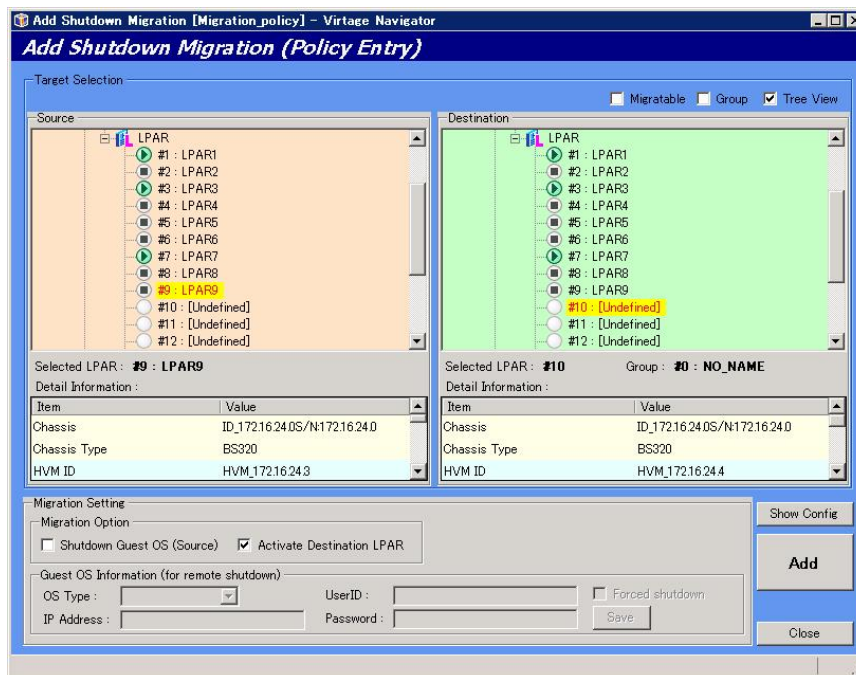 Add Shutdown Migration [Migration_policy] - Virtage Navigator
Add Shutdown Migration (Policy Entry)
Target Selection
Migratable Group Tree View
Source
LPAR
#1 : LPAR1
#2 : LPAR2
#3 : LPAR3
#4 : LPAR4
#5 : LPAR5
#6 : LPAR6
#7 : LPAR7
#8 : LPAR8
#9 : LPAR9
#10 : [Undefined]
#11 : [Undefined]
#12 : [Undefined]
Selected LPAR : #9 : LPAR9
Detail Information :
Item Value
Chassis ID_172.16.24.0S/N:172.16.24.0
Chassis Type BS320
HVM ID HVM_172.16.24.3
Destination
LPAR
#1 : LPAR1
#2 : LPAR2
#3 : LPAR3
#4 : LPAR4
#5 : LPAR5
#6 : LPAR6
#7 : LPAR7
#8 : LPAR8
#9 : LPAR9
#10 : [Undefined]
#11 : [Undefined]
#12 : [Undefined]
Selected LPAR : #10 Group : #0 : NO_NAME
Detail Information :
Item Value
Chassis ID_172.16.24.0S/N:172.16.24.0
Chassis Type BS320
HVM ID HVM_172.16.24.4
Migration Setting
Migration Option
Shutdown Guest OS (Source) Activate Destination LPAR
Guest OS Information (for remote shutdown)
OS Type : UserID : Forced shutdown
IP Address : Password : Save
Show Config
Add
Close